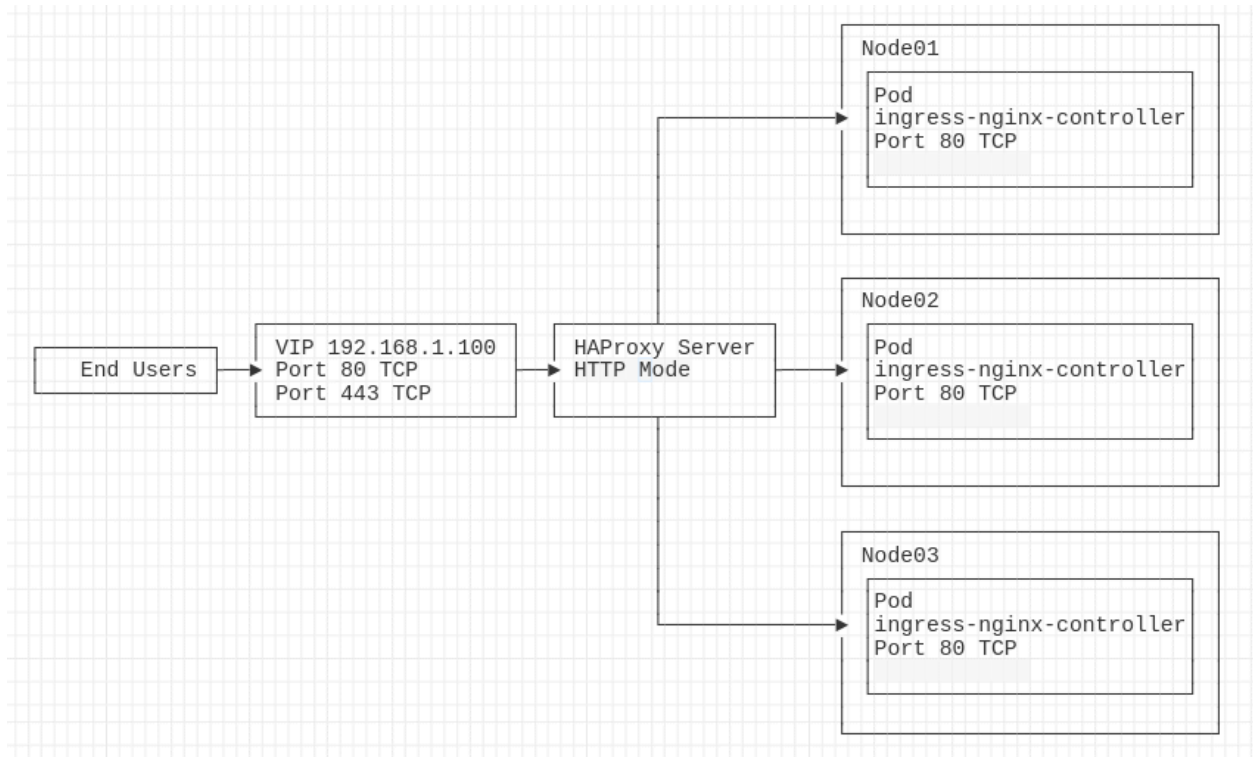 End Users
VIP 192.168.1.100
Port 80 TCP
Port 443 TCP
HAProxy Server
HTTP Mode
Node01
Pod
ingress-nginx-controller
Port 80 TCP
Node02
Pod
ingress-nginx-controller
Port 80 TCP
Node03
Pod
ingress-nginx-controller
Port 80 TCP